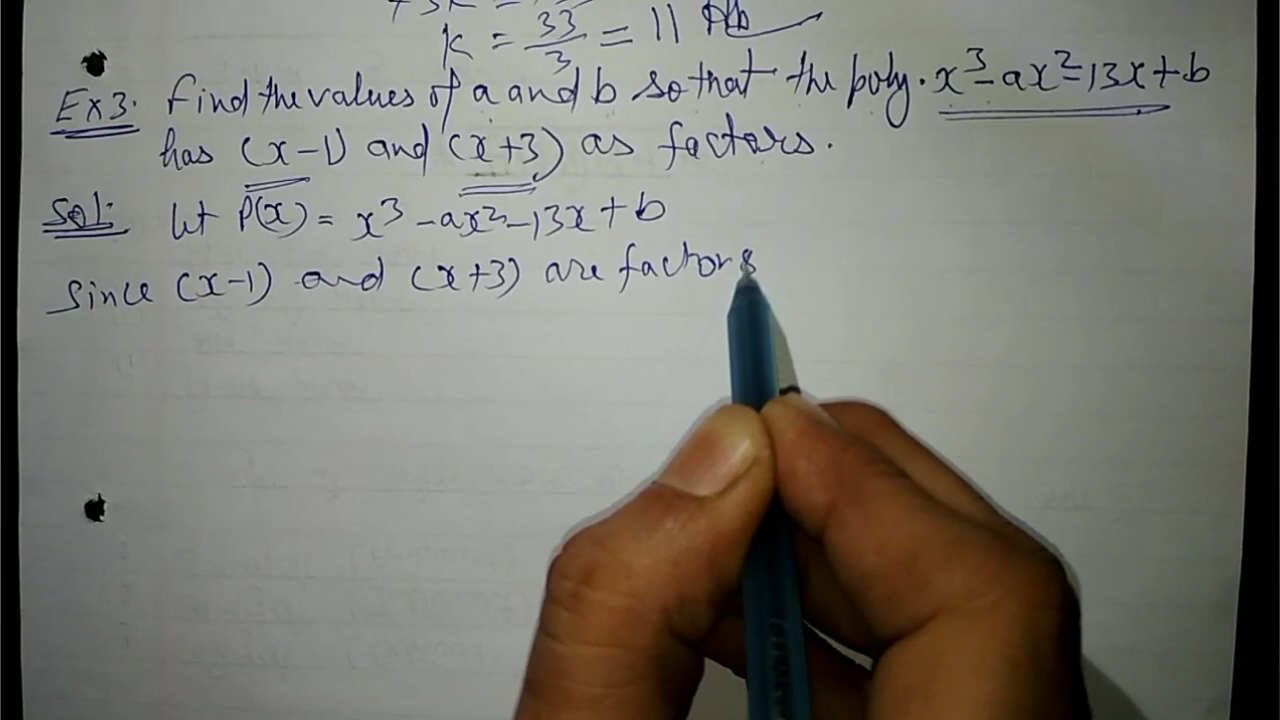 k = 33/3 = 11
Ex3. Find the values of a and b so that the poly. x³-ax²-13x+b
has (x-1) and (x+3) as factors.
Sol: let P(x) = x³-ax²-13x+b
Since (x-1) and (x+3) are factors